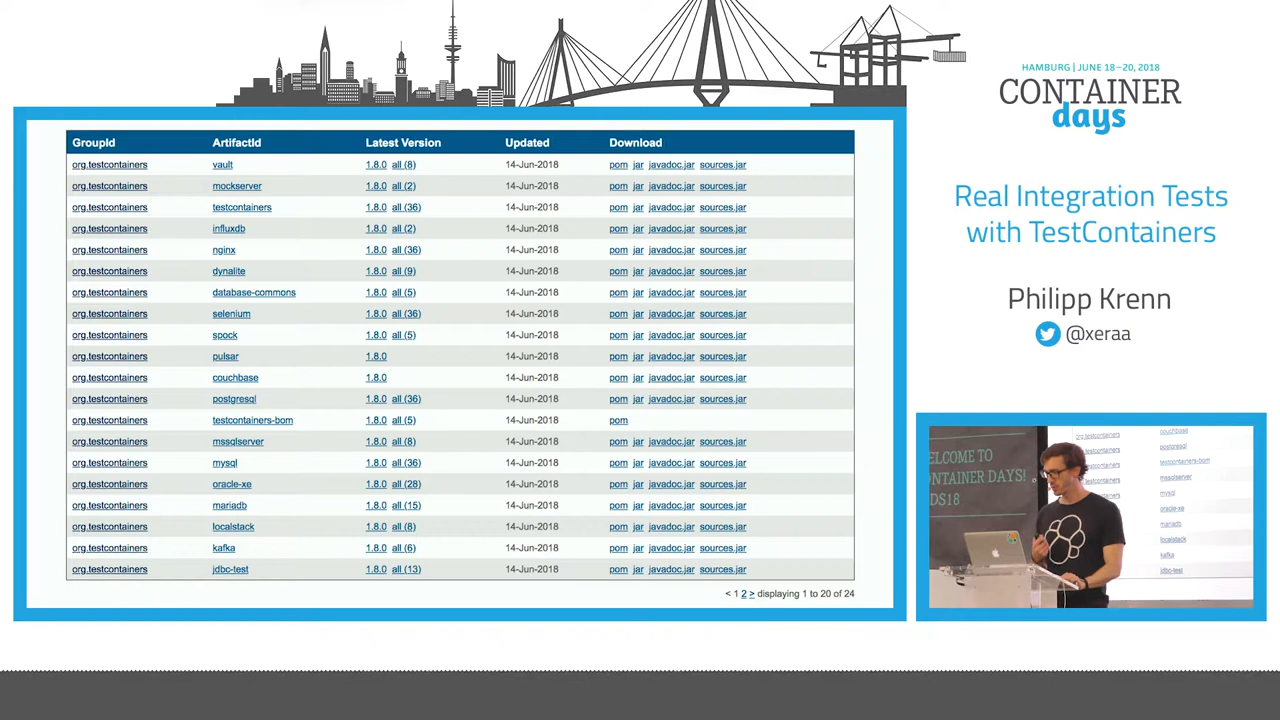 HAMBURG | JUNE 18–20, 2018
CONTAINER
days
Real Integration Tests
with TestContainers
Philipp Krenn
@xeraa
GroupId ArtifactId Latest Version Updated Download
org.testcontainers vault 1.8.0 all (8) 14-Jun-2018 pom jar javadoc.jar sources.jar
org.testcontainers mockserver 1.8.0 all (2) 14-Jun-2018 pom jar javadoc.jar sources.jar
org.testcontainers testcontainers 1.8.0 all (36) 14-Jun-2018 pom jar javadoc.jar sources.jar
org.testcontainers influxdb 1.8.0 all (2) 14-Jun-2018 pom jar javadoc.jar sources.jar
org.testcontainers nginx 1.8.0 all (36) 14-Jun-2018 pom jar javadoc.jar sources.jar
org.testcontainers dynalite 1.8.0 all (9) 14-Jun-2018 pom jar javadoc.jar sources.jar
org.testcontainers database-commons 1.8.0 all (5) 14-Jun-2018 pom jar javadoc.jar sources.jar
org.testcontainers selenium 1.8.0 all (36) 14-Jun-2018 pom jar javadoc.jar sources.jar
org.testcontainers spock 1.8.0 all (5) 14-Jun-2018 pom jar javadoc.jar sources.jar
org.testcontainers pulsar 1.8.0 14-Jun-2018 pom jar javadoc.jar sources.jar
org.testcontainers couchbase 1.8.0 14-Jun-2018 pom jar javadoc.jar sources.jar
org.testcontainers postgresql 1.8.0 all (36) 14-Jun-2018 pom jar javadoc.jar sources.jar
org.testcontainers testcontainers-bom 1.8.0 all (5) 14-Jun-2018 pom
org.testcontainers mssqlserver 1.8.0 all (8) 14-Jun-2018 pom jar javadoc.jar sources.jar
org.testcontainers mysql 1.8.0 all (36) 14-Jun-2018 pom jar javadoc.jar sources.jar
org.testcontainers oracle-xe 1.8.0 all (28) 14-Jun-2018 pom jar javadoc.jar sources.jar
org.testcontainers mariadb 1.8.0 all (15) 14-Jun-2018 pom jar javadoc.jar sources.jar
org.testcontainers localstack 1.8.0 all (8) 14-Jun-2018 pom jar javadoc.jar sources.jar
org.testcontainers kafka 1.8.0 all (6) 14-Jun-2018 pom jar javadoc.jar sources.jar
org.testcontainers jdbc-test 1.8.0 all (13) 14-Jun-2018 pom jar javadoc.jar sources.jar
< 1 2 > displaying 1 to 20 of 24
ELCOME TO
ONTAINER DAYS!
DS18
couchbase
postgresql
testcontainers-bom
mssqlserver
mysql
oracle-xe
mariadb
localstack
kafka
jdbc-test